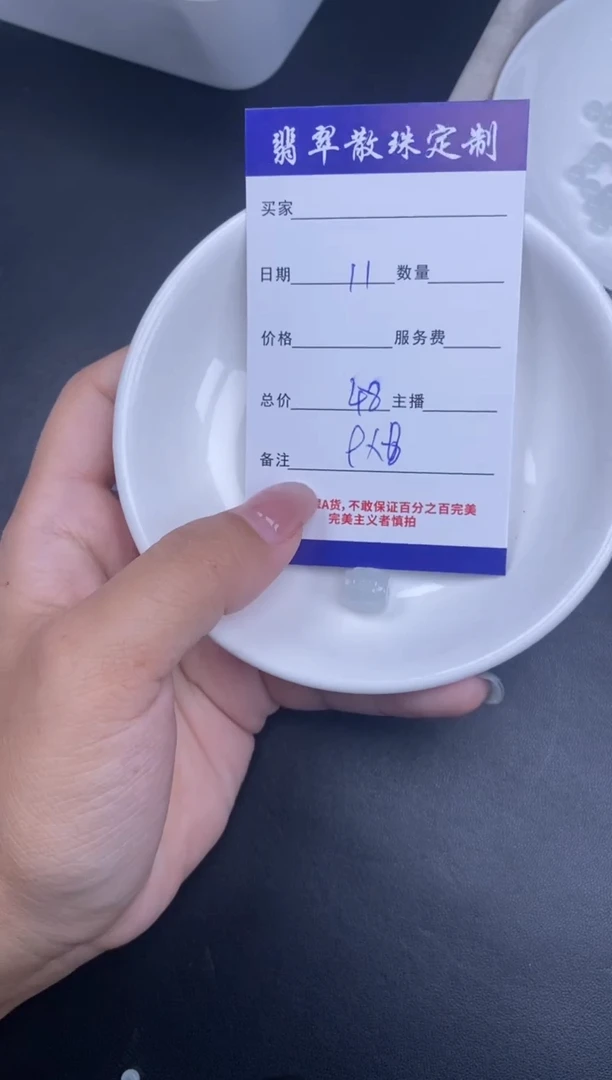 翡翠散珠定制
买家
日期 11 数量
价格 服务费
总价 48 主播
备注
A货，不敢保证百分之百完美
完美主义者慎拍